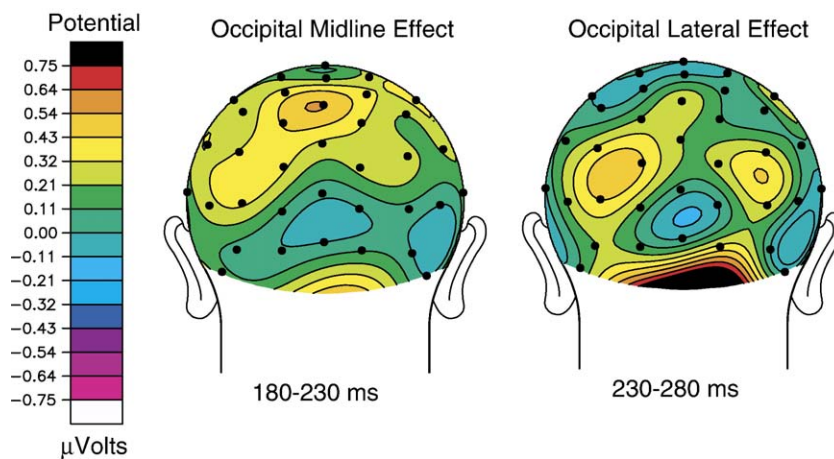 Potential
Occipital Midline Effect
Occipital Lateral Effect
0.75
0.64
0.54
0.43
0.32
0.21
0.11
0.00
−0.11
−0.21
−0.32
−0.43
−0.54
−0.64
−0.75
μVolts
180-230 ms
230-280 ms